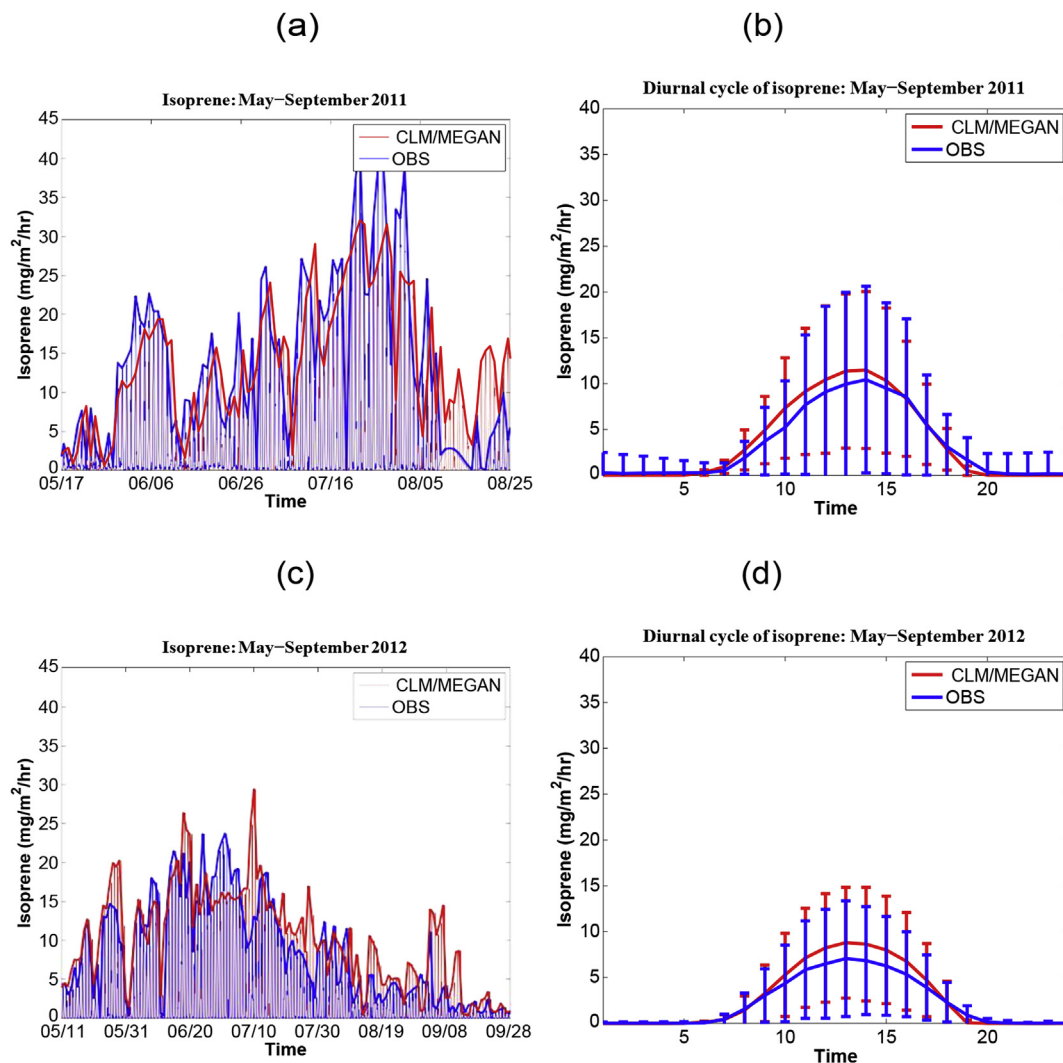 (a)
Isoprene: May–September 2011
Isoprene (mg/m²/hr)
45
40
35
30
25
20
15
10
5
0
CLM/MEGAN
OBS
05/17
06/06
06/26
07/16
08/05
08/25
Time
(b)
Diurnal cycle of isoprene: May–September 2011
Isoprene (mg/m²/hr)
40
35
30
25
20
15
10
5
0
CLM/MEGAN
OBS
5
10
15
20
Time
(c)
Isoprene: May–September 2012
Isoprene (mg/m²/hr)
45
40
35
30
25
20
15
10
5
0
CLM/MEGAN
OBS
05/11
05/31
06/20
07/10
07/30
08/19
09/08
09/28
Time
(d)
Diurnal cycle of isoprene: May–September 2012
Isoprene (mg/m²/hr)
40
35
30
25
20
15
10
5
0
CLM/MEGAN
OBS
5
10
15
20
Time